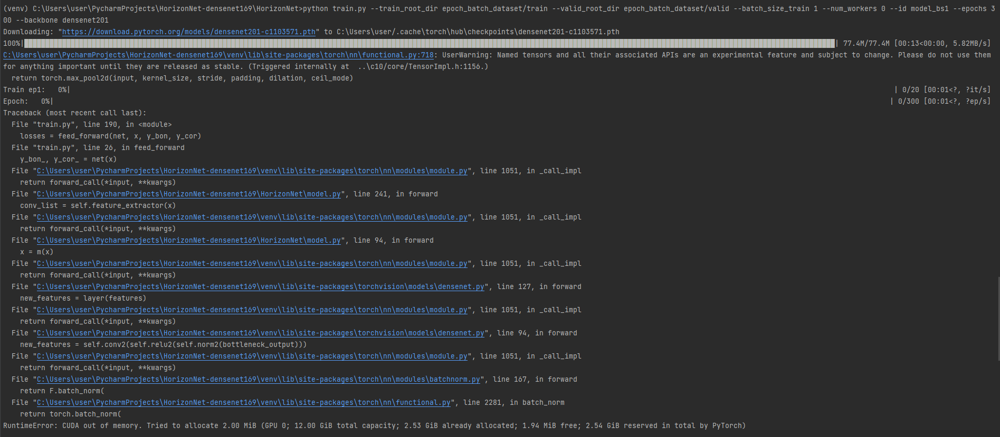 (venv) C:\Users\user\PycharmProjects\HorizonNet-densenet169\HorizonNet>python train.py --train_root_dir epoch_batch_dataset/train --valid_root_dir epoch_batch_dataset/valid --batch_size_train 1 --num_workers 0 --id model_bs1 --epochs 3
00 --backbone densenet201
Downloading: "https://download.pytorch.org/models/densenet201-c1103571.pth" to C:\Users\user/.cache\torch\hub\checkpoints\densenet201-c1103571.pth
100%| | 77.4M/77.4M [00:13<00:00, 5.82MB/s]
C:\Users\user\PycharmProjects\HorizonNet-densenet169\venv\lib\site-packages\torch\nn\functional.py:718: UserWarning: Named tensors and all their associated APIs are an experimental feature and subject to change. Please do not use them
for anything important until they are released as stable. (Triggered internally at  ..\c10/core/TensorImpl.h:1156.)
  return torch.max_pool2d(input, kernel_size, stride, padding, dilation, ceil_mode)
Train ep1:   0%| | 0/20 [00:01<?, ?it/s]
Epoch:   0%| | 0/300 [00:01<?, ?ep/s]
Traceback (most recent call last):
  File "train.py", line 190, in <module>
    losses = feed_forward(net, x, y_bon, y_cor)
  File "train.py", line 26, in feed_forward
    y_bon_, y_cor_ = net(x)
  File "C:\Users\user\PycharmProjects\HorizonNet-densenet169\venv\lib\site-packages\torch\nn\modules\module.py", line 1051, in _call_impl
    return forward_call(*input, **kwargs)
  File "C:\Users\user\PycharmProjects\HorizonNet-densenet169\HorizonNet\model.py", line 241, in forward
    conv_list = self.feature_extractor(x)
  File "C:\Users\user\PycharmProjects\HorizonNet-densenet169\venv\lib\site-packages\torch\nn\modules\module.py", line 1051, in _call_impl
    return forward_call(*input, **kwargs)
  File "C:\Users\user\PycharmProjects\HorizonNet-densenet169\HorizonNet\model.py", line 94, in forward
    x = m(x)
  File "C:\Users\user\PycharmProjects\HorizonNet-densenet169\venv\lib\site-packages\torch\nn\modules\module.py", line 1051, in _call_impl
    return forward_call(*input, **kwargs)
  File "C:\Users\user\PycharmProjects\HorizonNet-densenet169\venv\lib\site-packages\torchvision\models\densenet.py", line 127, in forward
    new_features = layer(features)
  File "C:\Users\user\PycharmProjects\HorizonNet-densenet169\venv\lib\site-packages\torch\nn\modules\module.py", line 1051, in _call_impl
    return forward_call(*input, **kwargs)
  File "C:\Users\user\PycharmProjects\HorizonNet-densenet169\venv\lib\site-packages\torchvision\models\densenet.py", line 94, in forward
    new_features = self.conv2(self.relu2(self.norm2(bottleneck_output)))
  File "C:\Users\user\PycharmProjects\HorizonNet-densenet169\venv\lib\site-packages\torch\nn\modules\module.py", line 1051, in _call_impl
    return forward_call(*input, **kwargs)
  File "C:\Users\user\PycharmProjects\HorizonNet-densenet169\venv\lib\site-packages\torch\nn\modules\batchnorm.py", line 167, in forward
    return F.batch_norm(
  File "C:\Users\user\PycharmProjects\HorizonNet-densenet169\venv\lib\site-packages\torch\nn\functional.py", line 2281, in batch_norm
    return torch.batch_norm(
RuntimeError: CUDA out of memory. Tried to allocate 2.00 MiB (GPU 0; 12.00 GiB total capacity; 2.53 GiB already allocated; 1.94 MiB free; 2.54 GiB reserved in total by PyTorch)